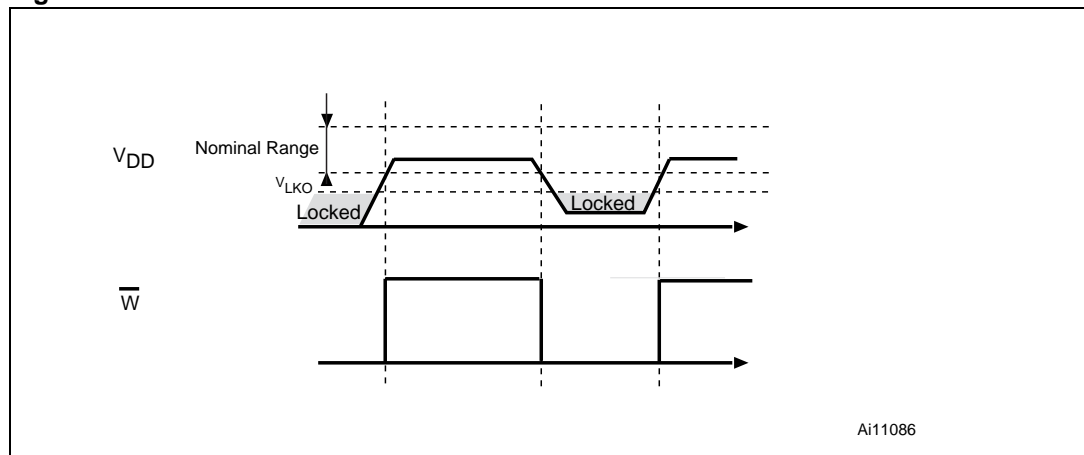 Nominal Range
VDD
VLKO
Locked
Locked
W̅
Ai11086